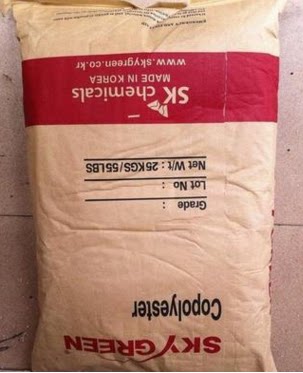 SKYGREEN
Copolyester
Grade :
Lot No :
Net W/t : 25KGS/55LBS
SK chemicals
MADE IN KOREA
www.skygreen.co.kr